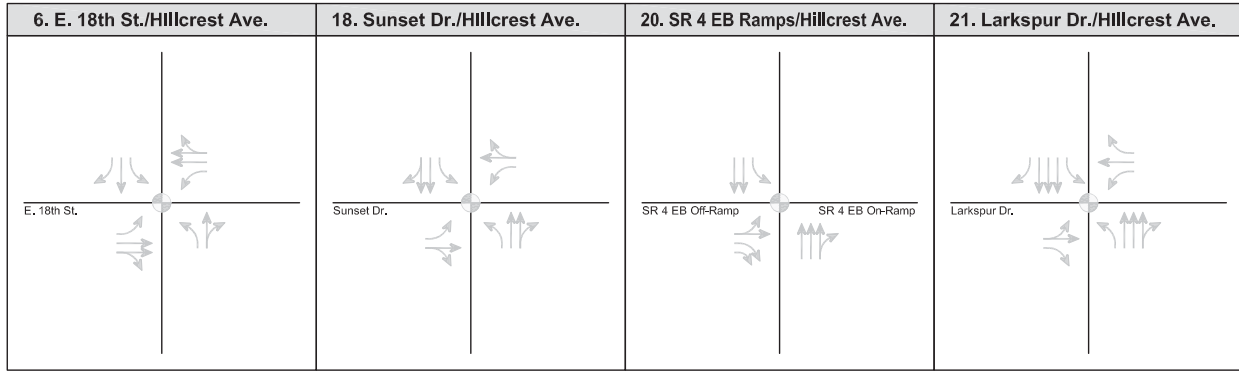 6. E. 18th St./HIllcrest Ave.
18. Sunset Dr./HIllcrest Ave.
20. SR 4 EB Ramps/Hillcrest Ave.
21. Larkspur Dr./HIllcrest Ave.
E. 18th St.
Sunset Dr.
SR 4 EB Off-Ramp
SR 4 EB On-Ramp
Larkspur Dr.